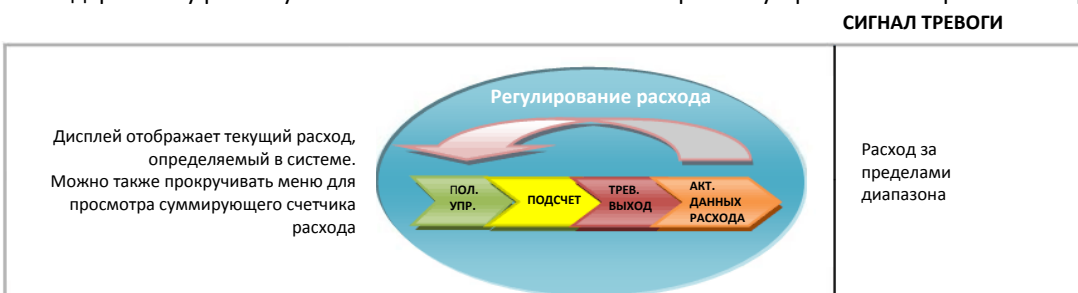 СИГНАЛ ТРЕВОГИ
Регулирование расхода
Дисплей отображает текущий расход,
определяемый в системе.
Можно также прокручивать меню для
просмотра суммирующего счетчика
расхода
ПОЛ.
УПР.
ПОДСЧЕТ
ТРЕВ.
ВЫХОД
АКТ.
ДАННЫХ
РАСХОДА
Расход за
пределами
диапазона